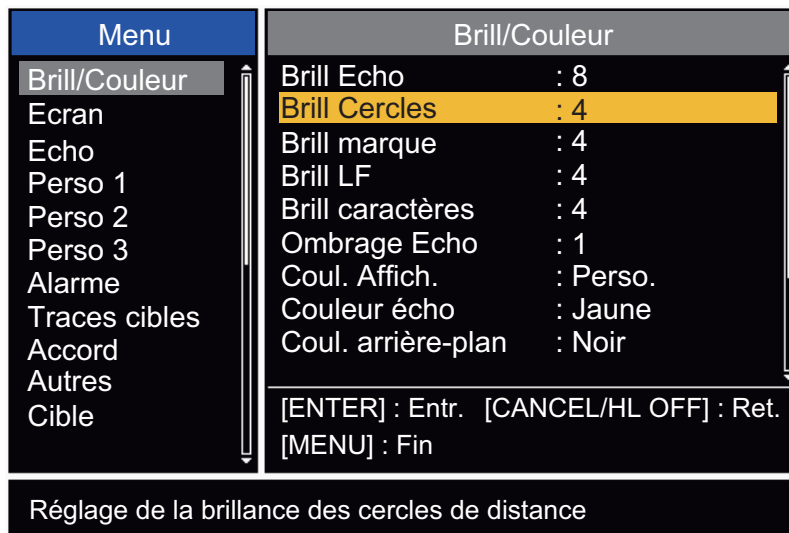 Menu
Brill/Couleur
Ecran
Echo
Perso 1
Perso 2
Perso 3
Alarme
Traces cibles
Accord
Autres
Cible
Brill/Couleur
Brill Echo : 8
Brill Cercles : 4
Brill marque : 4
Brill LF : 4
Brill caractères : 4
Ombrage Echo : 1
Coul. Affich. : Perso.
Couleur écho : Jaune
Coul. arrière-plan : Noir
[ENTER] : Entr. [CANCEL/HL OFF] : Ret.
[MENU] : Fin
Réglage de la brillance des cercles de distance